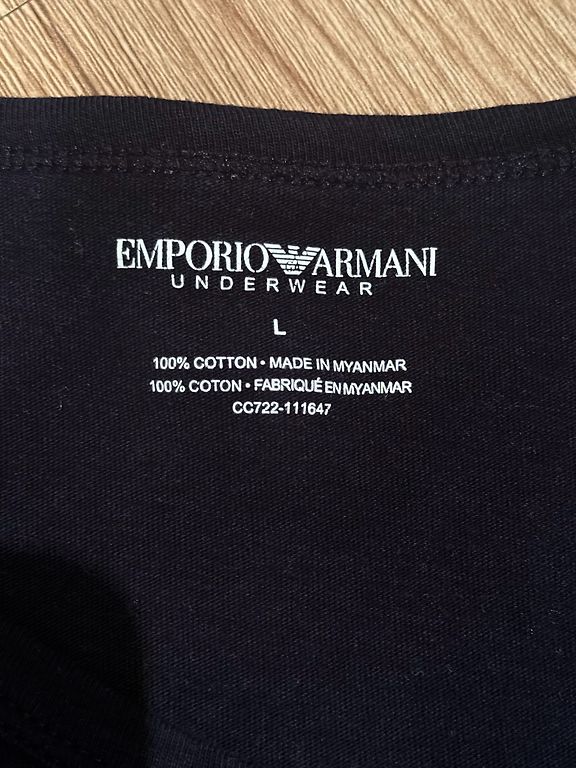 EMPORIO ARMANI
UNDERWEAR
L
100% COTTON • MADE IN MYANMAR
100% COTON • FABRIQUÉ EN MYANMAR
CC722-111647